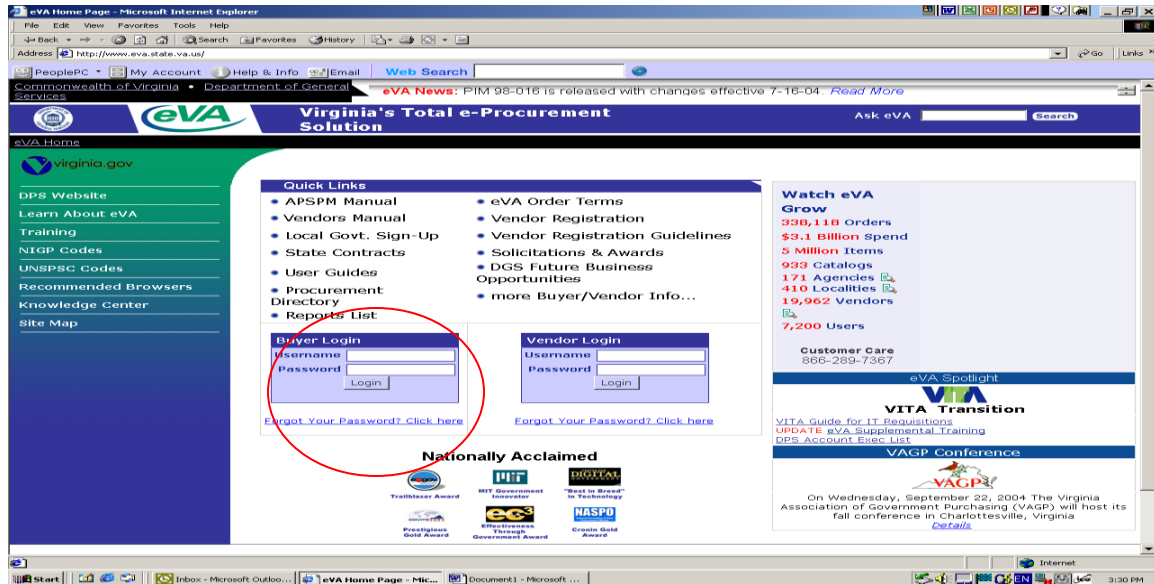 eVA Home Page - Microsoft Internet Explorer
File Edit View Favorites Tools Help
Back Search Favorites History
Address http://www.eva.state.va.us/ Go Links »
PeoplePC My Account Help & Info Email Web Search
Commonwealth of Virginia • Department of General Services
eVA News: PIM 98-016 is released with changes effective 7-16-04. Read More
eVA
Virginia's Total e-Procurement
Solution
Ask eVA Search
eVA Home
virginia.gov
DPS Website
Learn About eVA
Training
NIGP Codes
UNSPSC Codes
Recommended Browsers
Knowledge Center
Site Map
Quick Links
• APSPM Manual
• Vendors Manual
• Local Govt. Sign-Up
• State Contracts
• User Guides
• Procurement
Directory
• Reports List
• eVA Order Terms
• Vendor Registration
• Vendor Registration Guidelines
• Solicitations & Awards
• DGS Future Business
Opportunities
• more Buyer/Vendor Info...
Buyer Login
Username
Password
Login
Forgot Your Password? Click here
Vendor Login
Username
Password
Login
Forgot Your Password? Click here
Nationally Acclaimed
egov
Trailblazer Award
MIT
MIT Government
Innovator
DIGITAL
"Best in Breed"
in Technology
Prestigious
Gold Award
ec3
Effectiveness
Through
Government Award
NASPO
Cronin Gold
Award
Watch eVA
Grow
338,118 Orders
$3.1 Billion Spend
5 Million Items
933 Catalogs
171 Agencies
410 Localities
19,962 Vendors
7,200 Users
Customer Care
866-289-7367
eVA Spotlight
VITA
VITA Transition
VITA Guide for IT Requisitions
UPDATE eVA Supplemental Training
DPS Account Exec List
VAGP Conference
VAGP
On Wednesday, September 22, 2004 The Virginia
Association of Government Purchasing (VAGP) will host its
fall conference in Charlottesville, Virginia
Details
Internet
Start Inbox - Microsoft Outloo... eVA Home Page - Mic... Document1 - Microsoft ... EN 3:30 PM